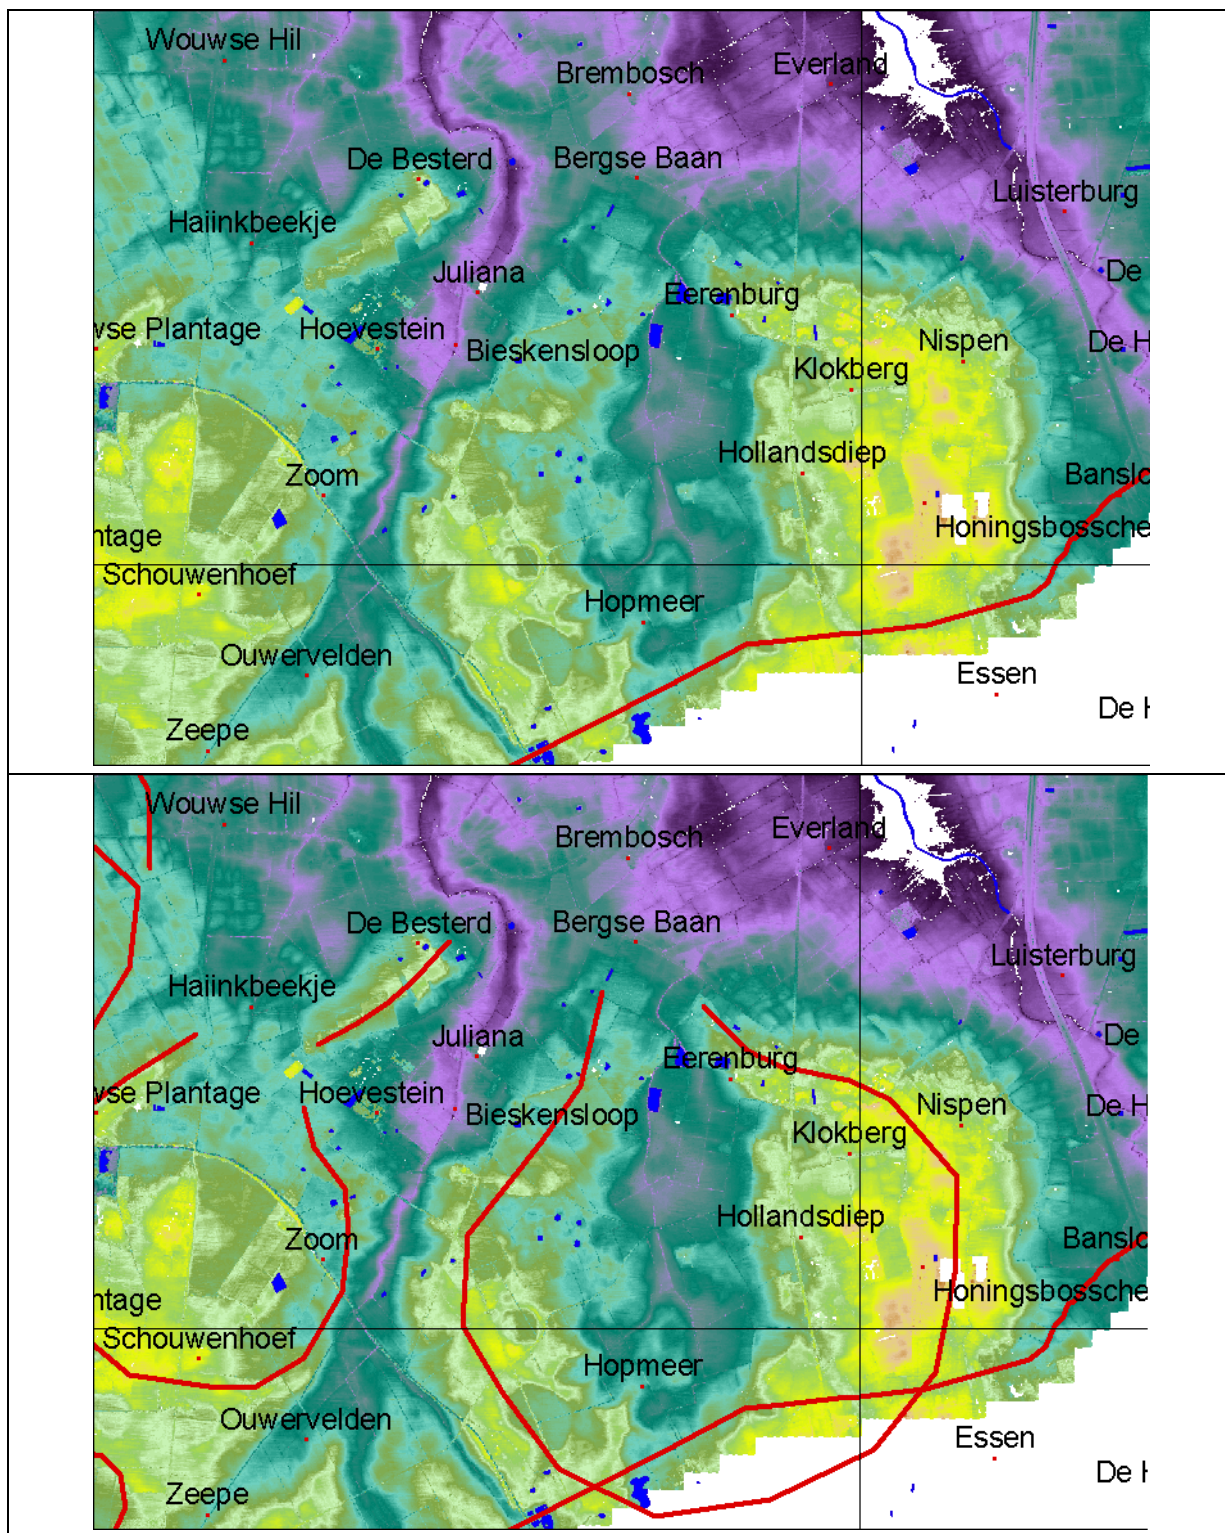 Wouwse Hil
Brembosch
Everland
De Besterd
Bergse Baan
Luisterburg
Haiinkbeekje
Juliana
De
Eerenburg
wse Plantage
Hoevestein
Bieskensloop
Nispen
De H
Klokberg
Hollandsdiep
Zoom
Banslo
ntage
Honingsbossche
Schouwenhoef
Hopmeer
Ouwervelden
Essen
Zeepe
De H
Wouwse Hil
Brembosch
Everland
De Besterd
Bergse Baan
Luisterburg
Haiinkbeekje
Juliana
De
Eerenburg
wse Plantage
Hoevestein
Bieskensloop
Nispen
De H
Klokberg
Hollandsdiep
Zoom
Banslo
ntage
Honingsbossche
Schouwenhoef
Hopmeer
Ouwervelden
Essen
Zeepe
De H